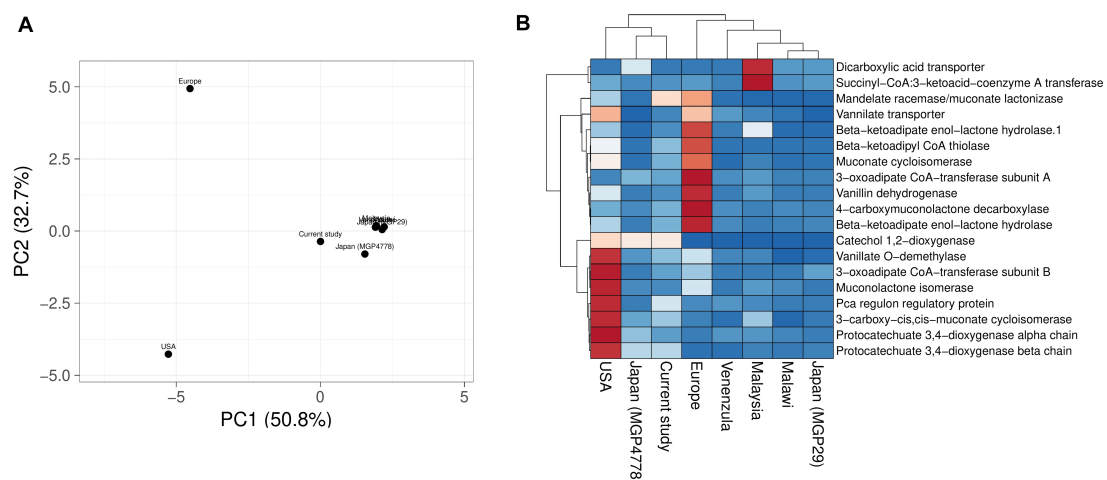 A
B
Europe
Current study
Japan (MGP4778)
USA
5.0
2.5
0.0
−2.5
−5.0
−5
0
5
PC2 (32.7%)
PC1 (50.8%)
Dicarboxylic acid transporter
Succinyl−CoA:3−ketoacid−coenzyme A transferase
Mandelate racemase/muconate lactonizase
Vannilate transporter
Beta−ketoadipate enol−lactone hydrolase.1
Beta−ketoadipyl CoA thiolase
Muconate cycloisomerase
3−oxoadipate CoA−transferase subunit A
Vanillin dehydrogenase
4−carboxymuconolactone decarboxylase
Beta−ketoadipate enol−lactone hydrolase
Catechol 1,2−dioxygenase
Vanillate O−demethylase
3−oxoadipate CoA−transferase subunit B
Muconolactone isomerase
Pca regulon regulatory protein
3−carboxy−cis,cis−muconate cycloisomerase
Protocatechuate 3,4−dioxygenase alpha chain
Protocatechuate 3,4−dioxygenase beta chain
USA
Japan (MGP4778
Current study
Europe
Venenzula
Malaysia
Malawi
Japan (MGP29)